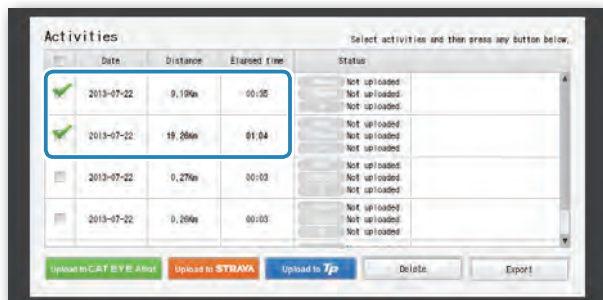 Activities
Select activities and then press any button below.
Date Distance Elapsed time Status
2013-07-22 9.19Km 00:35 Not uploaded
Not uploaded
Not uploaded
2013-07-22 19.26Km 01:04 Not uploaded
Not uploaded
Not uploaded
2013-07-22 0.27Km 00:03 Not uploaded
Not uploaded
Not uploaded
2013-07-22 0.26Km 00:03 Not uploaded
Not uploaded
Not uploaded
Upload to CAT EYE Atlas Upload to STRAVA Upload to Tp Delete Export